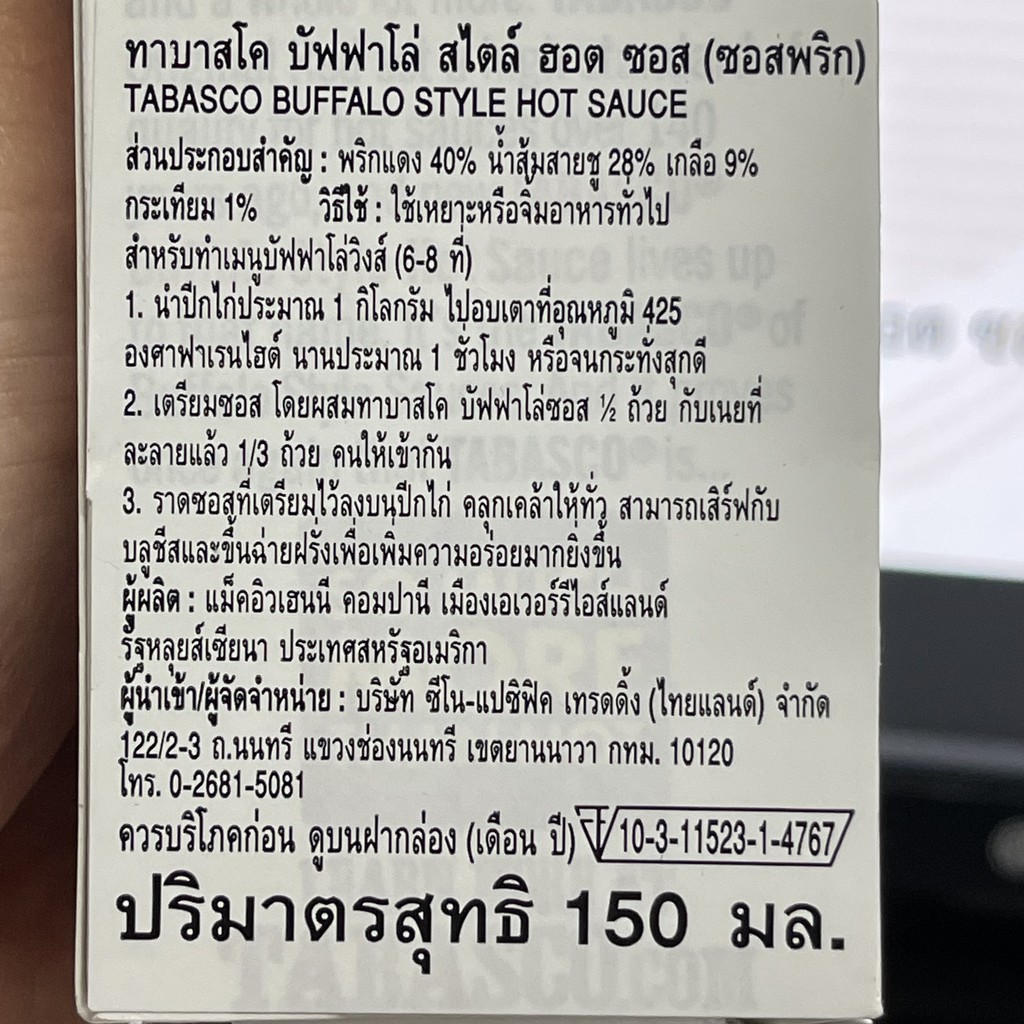 ทาบาสโค บัฟฟาโล่ สไตล์ ฮอต ซอส (ซอสพริก)
TABASCO BUFFALO STYLE HOT SAUCE
ส่วนประกอบสำคัญ : พริกแดง 40% น้ำส้มสายชู 28% เกลือ 9%
กระเทียม 1% วิธีใช้ : ใช้เหยาะหรือจิ้มอาหารทั่วไป
สำหรับทำเมนูบัฟฟาโล่วิงส์ (6-8 ที่)
1. นำปีกไก่ประมาณ 1 กิโลกรัม ไปอบเตาที่อุณหภูมิ 425
องศาฟาเรนไฮต์ นานประมาณ 1 ชั่วโมง หรือจนกระทั่งสุกดี
2. เตรียมซอส โดยผสมทาบาสโค บัฟฟาโล่ซอส ½ ถ้วย กับเนยที่
ละลายแล้ว 1/3 ถ้วย คนให้เข้ากัน
3. ราดซอสที่เตรียมไว้ลงบนปีกไก่ คลุกเคล้าให้ทั่ว สามารถเสิร์ฟกับ
บลูชีสและขึ้นฉ่ายฝรั่งเพื่อเพิ่มความอร่อยมากยิ่งขึ้น
ผู้ผลิต : แม็คอิวเฮนนี คอมปานี เมืองเอเวอร์รีไอส์แลนด์
รัฐหลุยส์เซียนา ประเทศสหรัฐอเมริกา
ผู้นำเข้า/ผู้จัดจำหน่าย : บริษัท ซีโน-แปซิฟิค เทรดดิ้ง (ไทยแลนด์) จำกัด
122/2-3 ถ.นนทรี แขวงช่องนนทรี เขตยานนาวา กทม. 10120
โทร. 0-2681-5081
ควรบริโภคก่อน ดูบนฝากล่อง (เดือน ปี) 10-3-11523-1-4767
ปริมาตรสุทธิ 150 มล.